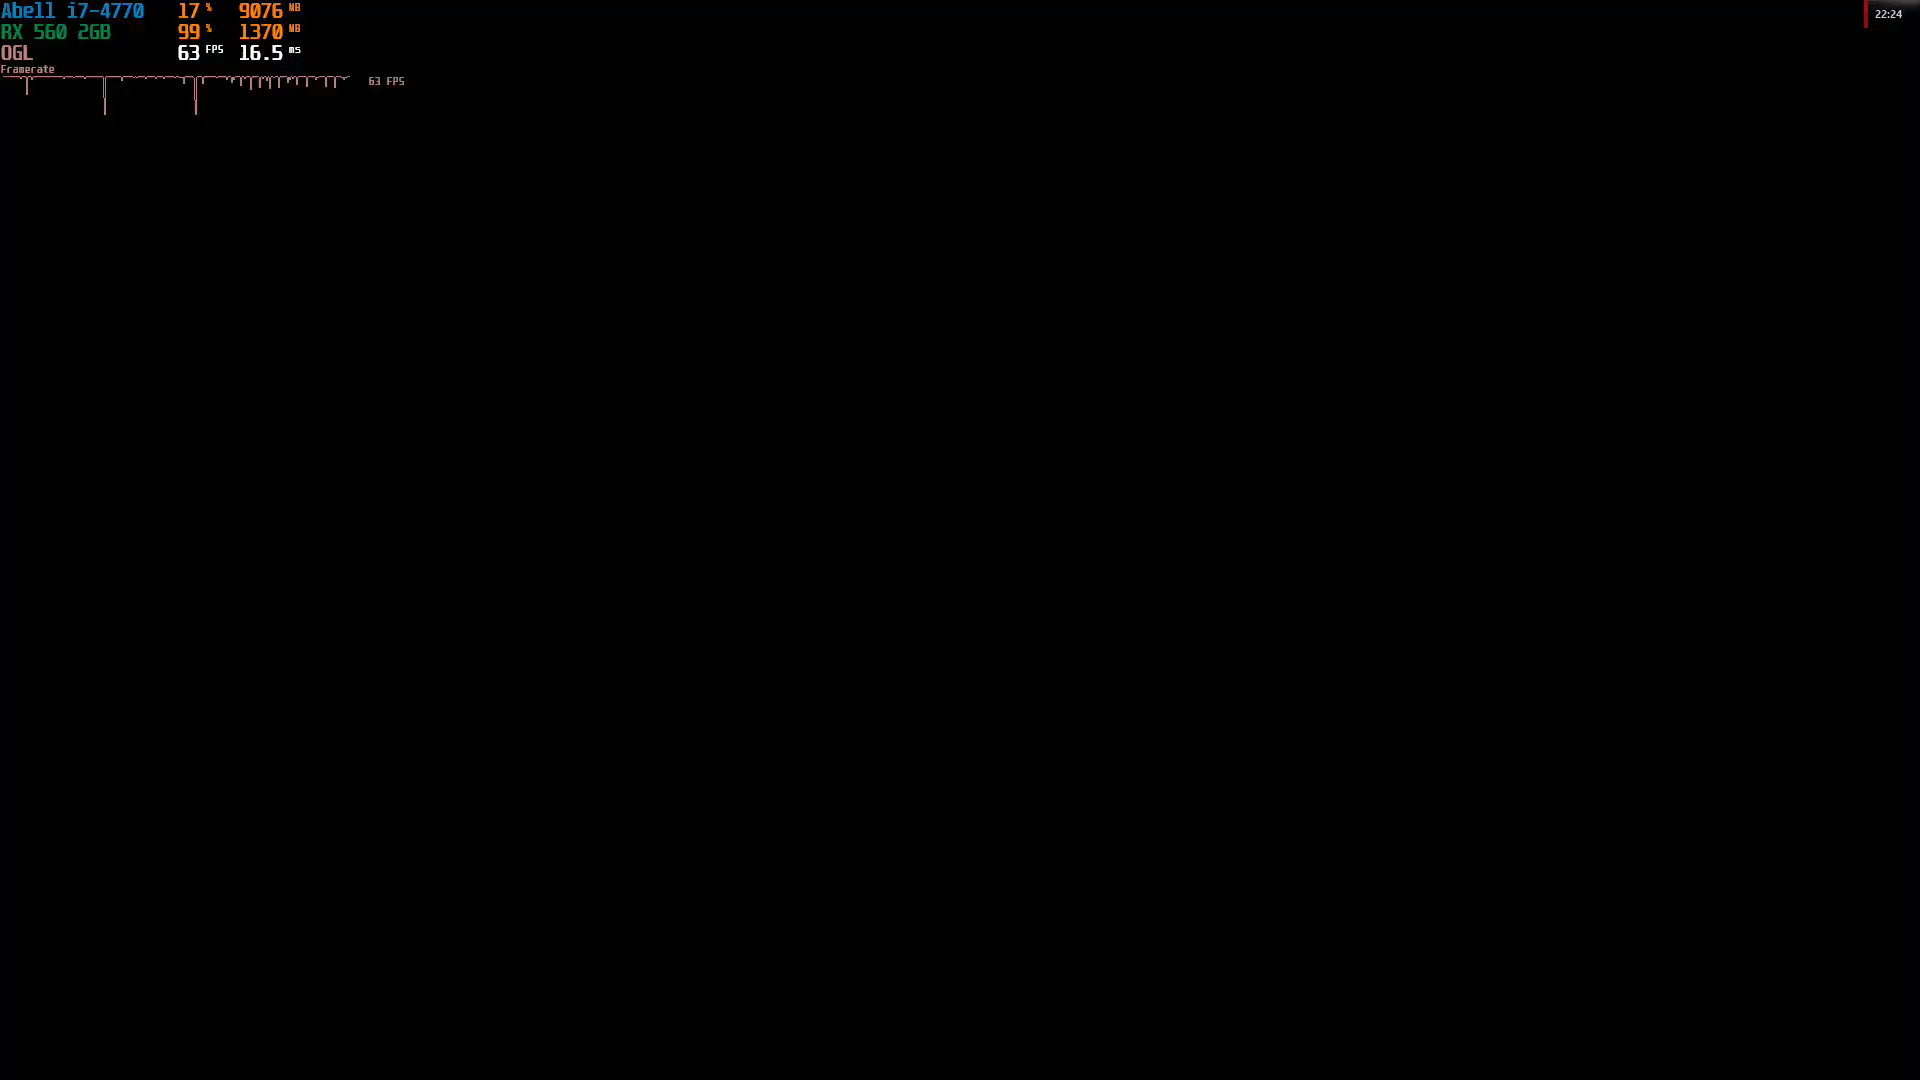 Abell i7-4770 17 % 9076 MB
RX 560 2GB 99 % 1370 MB
OGL 63 FPS 16.5 ms
Framerate
63 FPS
22:24